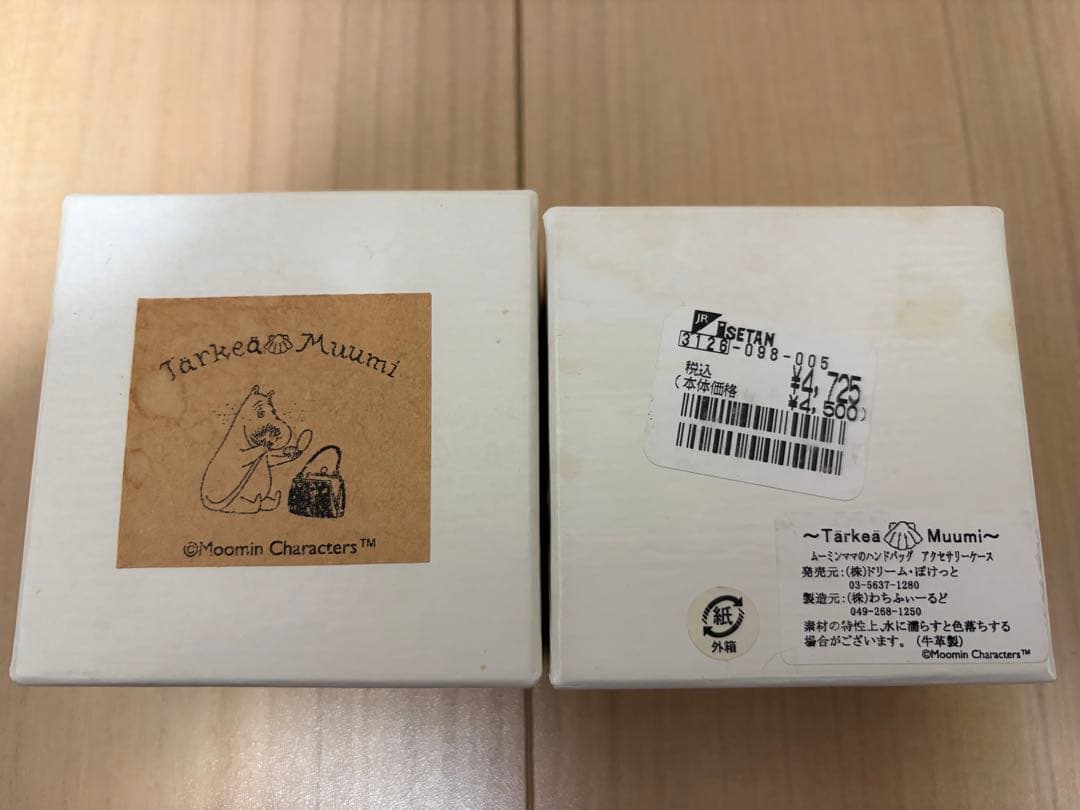 Tärkeä Muumi
©Moomin Characters™
JR ISETAN
3126-098-005
税込 ¥4,725
(本体価格 ¥4,500)
～Tärkeä Muumi～
ムーミンママのハンドバッグ アクセサリーケース
発売元:(株)ドリーム・ぽけっと
03-5637-1280
製造元:(株)わちふぃーるど
049-268-1250
素材の特性上、水に濡らすと色落ちする
場合がございます。(牛革製)
©Moomin Characters™
紙
外箱